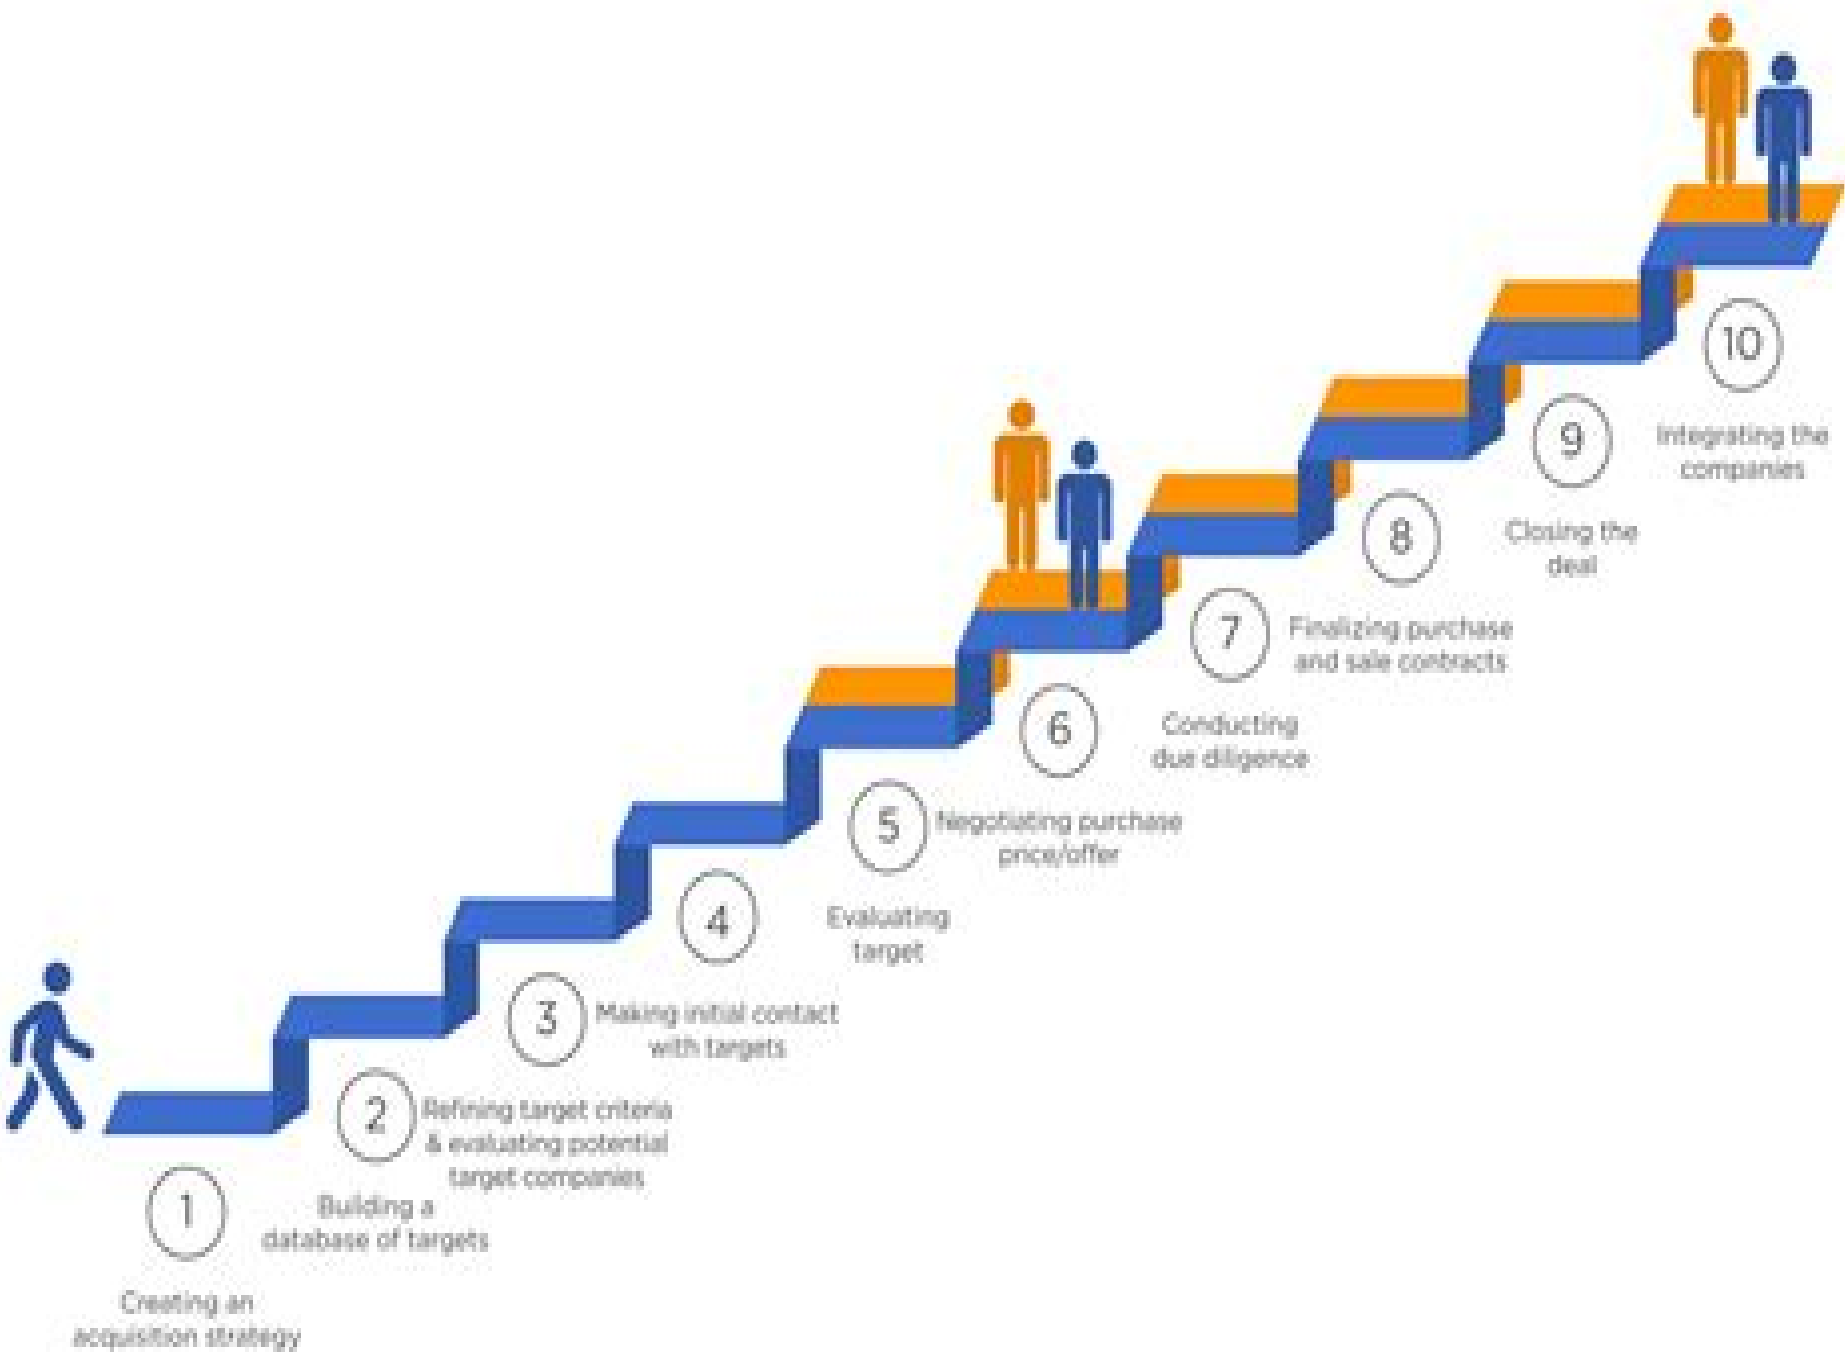 1
Creating an
acquisition strategy
2
Building a
database of targets
3
Refining target criteria
& evaluating potential
target companies
4
Making initial contact
with targets
5
Evaluating
target
6
Negotiating purchase
price/offer
7
Conducting
due diligence
8
Finalizing purchase
and sale contracts
9
Closing the
deal
10
Integrating the
companies